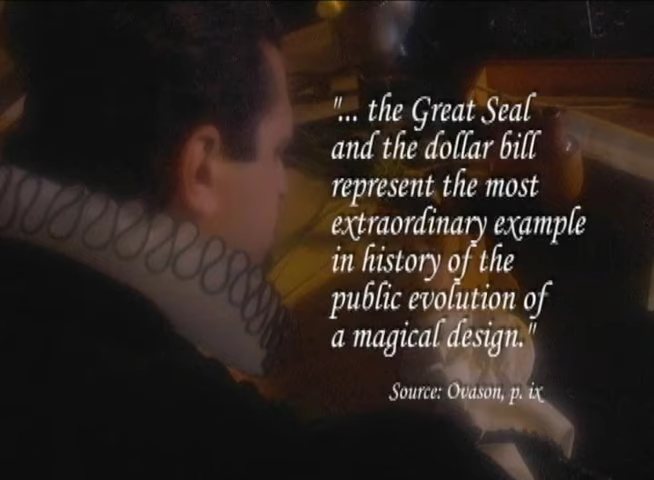 "... the Great Seal
and the dollar bill
represent the most
extraordinary example
in history of the
public evolution of
a magical design."
Source: Ovason, p. ix